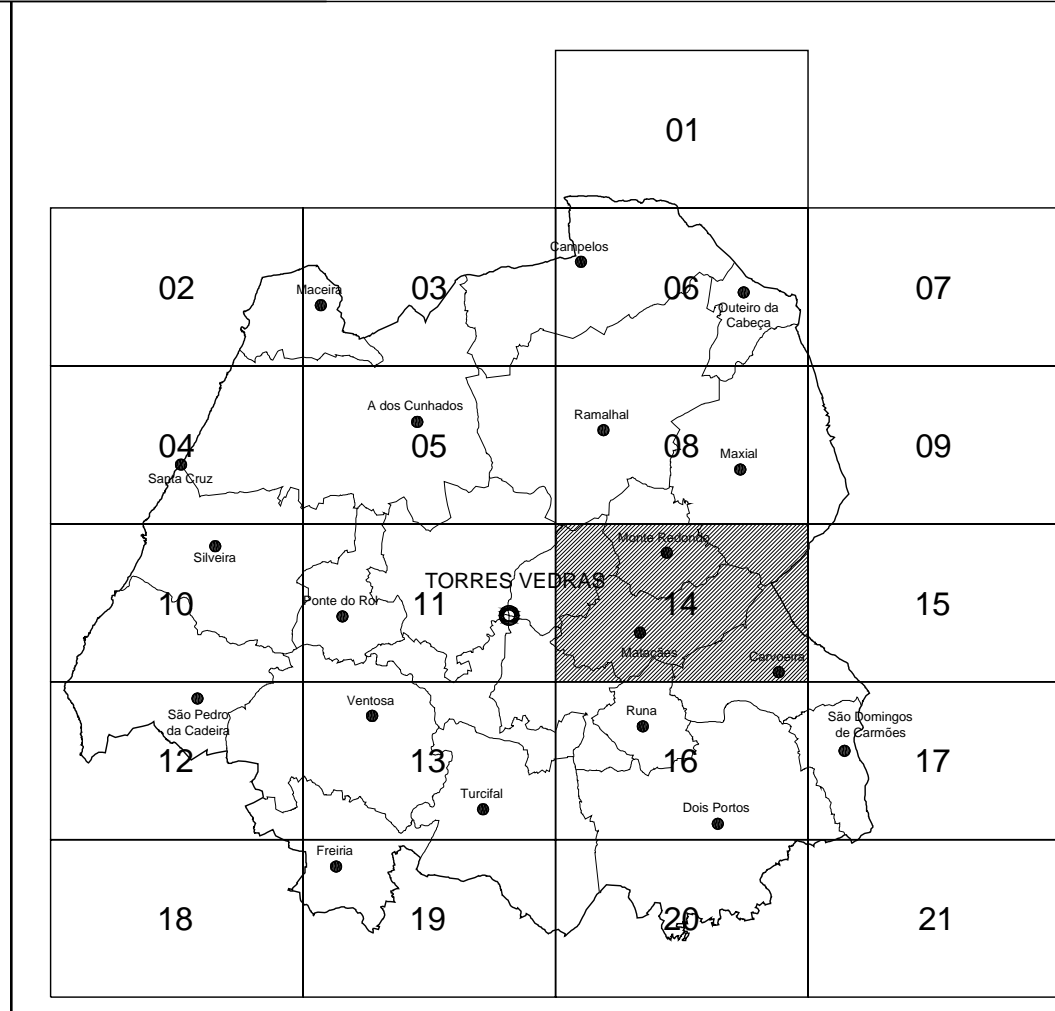 01
Campelos
02
Maceira
03
06
Outeiro da
Cabeça
07
A dos Cunhados
Ramalhal
04
Santa Cruz
05
08
Maxial
09
Silveira
Monte Redondo
TORRES VEDRAS
10
Ponte do Rol
11
14
15
Matacães
Carvoeira
São Pedro
da Cadeira
Ventosa
Runa
São Domingos
de Carmões
12
13
16
17
Turcifal
Dois Portos
Freiria
18
19
20
21